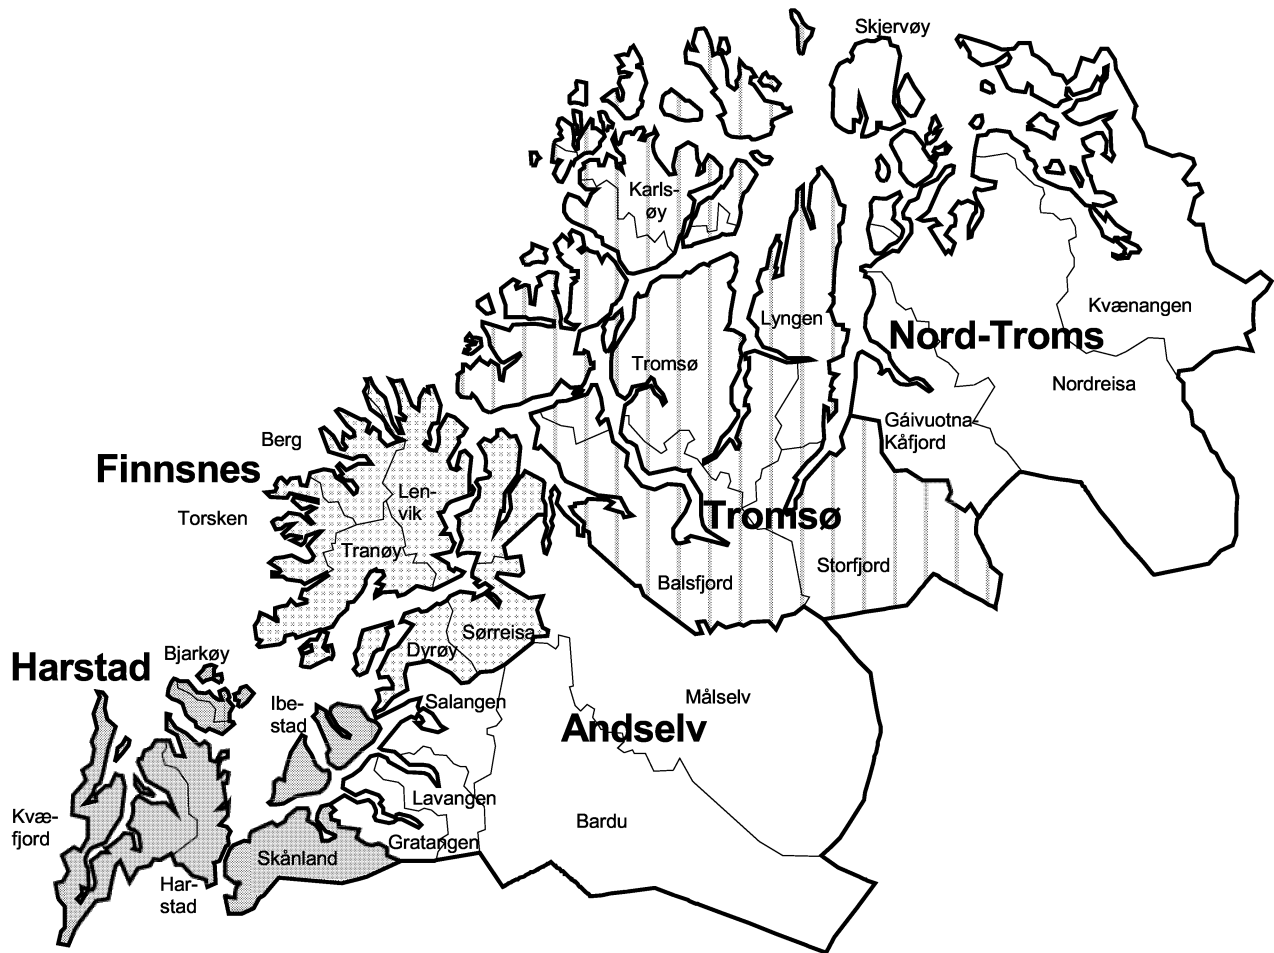 Skjervøy
Karls-
øy
Kvænangen
Lyngen
Nord-Troms
Tromsø
Nordreisa
Gáivuotna-
Kåfjord
Berg
Finnsnes
Len-
vik
Torsken
Tromsø
Tranøy
Storfjord
Balsfjord
Sørreisa
Dyrøy
Bjarkøy
Harstad
Målselv
Ibe-
stad
Salangen
Andselv
Lavangen
Kvæ-
fjord
Bardu
Gratangen
Skånland
Har-
stad